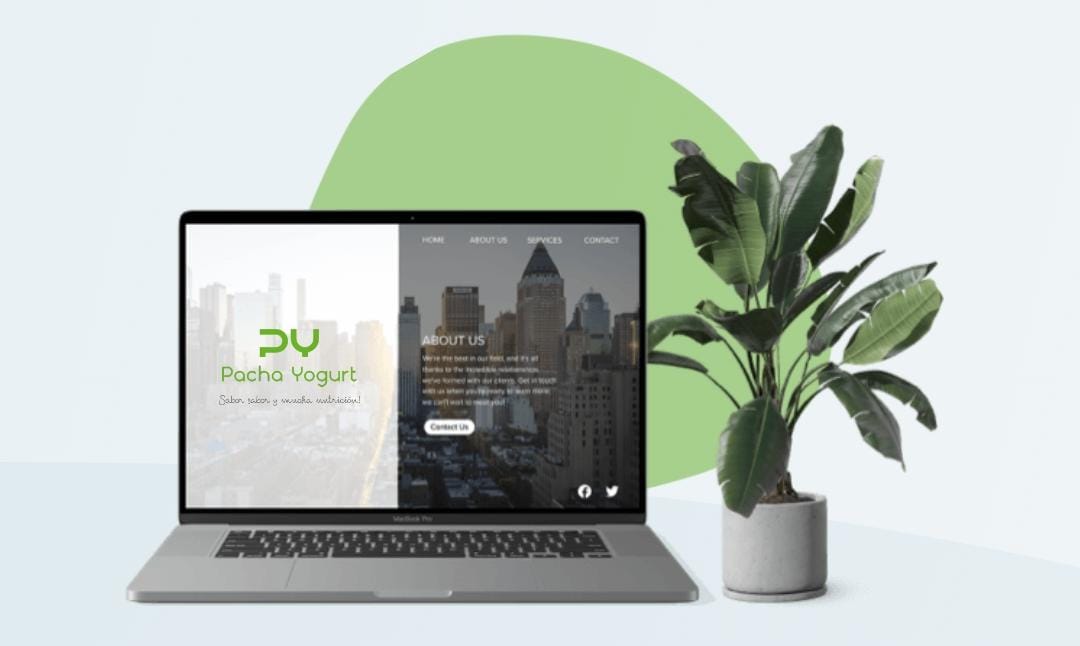 HOME ABOUT US SERVICES CONTACT
PY
Pacha Yogurt
Sabor sabor y mucha nutrición!
ABOUT US
We're the best in our field, and it's all
thanks to the incredible relationships
we've formed with our clients. Get in touch
with us when you're ready to learn more;
we can't wait to meet you!
Contact Us
MacBook Pro